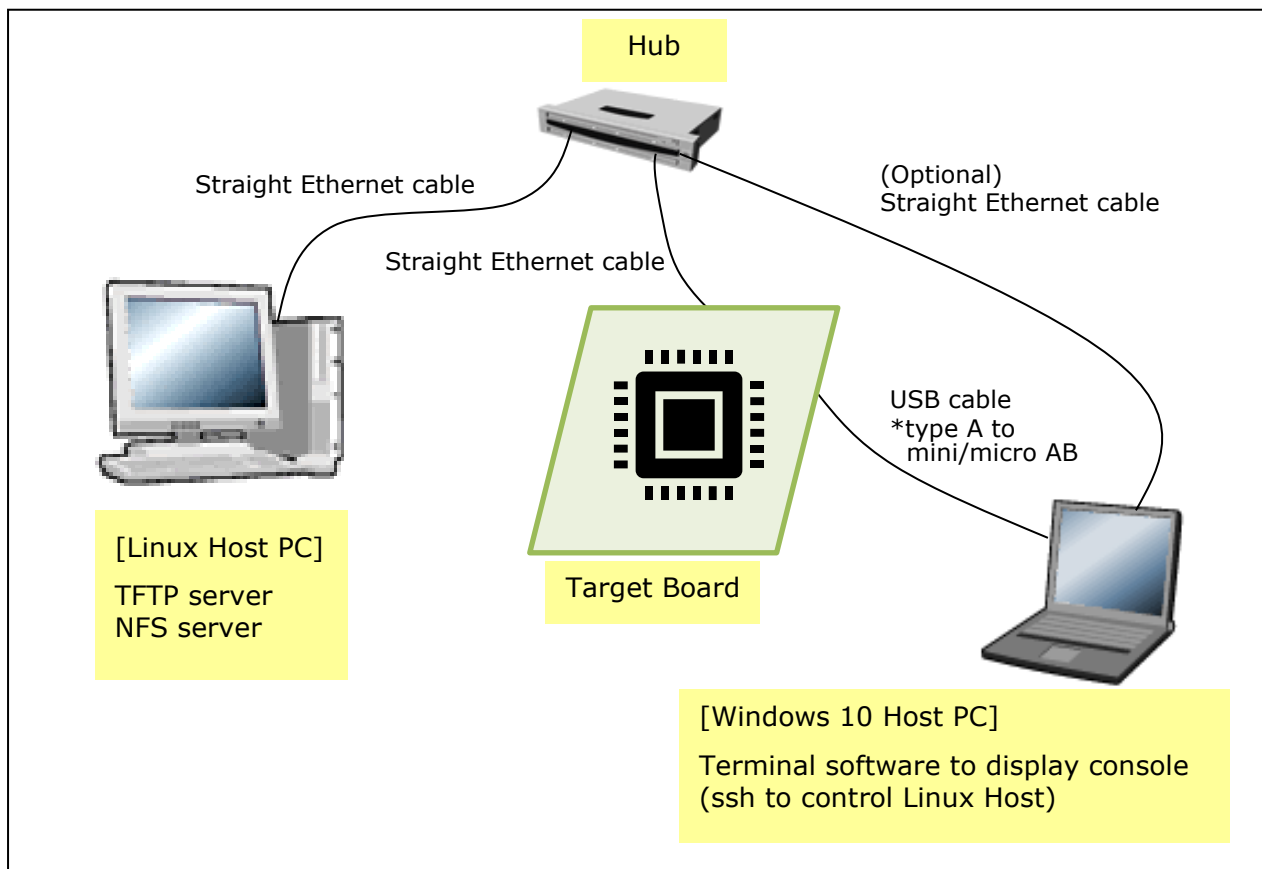 Hub
Straight Ethernet cable
(Optional)
Straight Ethernet cable
Straight Ethernet cable
USB cable
*type A to
mini/micro AB
[Linux Host PC]
TFTP server
NFS server
Target Board
[Windows 10 Host PC]
Terminal software to display console
(ssh to control Linux Host)